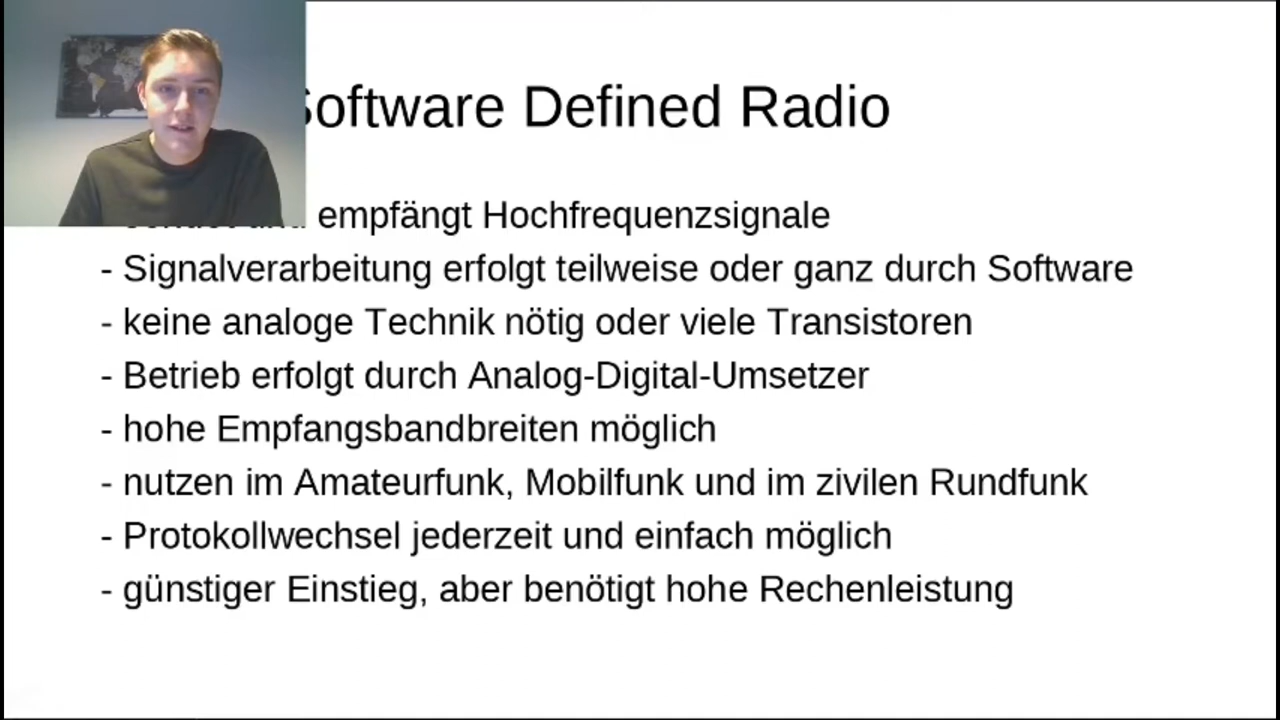 Software Defined Radio
empfängt Hochfrequenzsignale
- Signalverarbeitung erfolgt teilweise oder ganz durch Software
- keine analoge Technik nötig oder viele Transistoren
- Betrieb erfolgt durch Analog-Digital-Umsetzer
- hohe Empfangsbandbreiten möglich
- nutzen im Amateurfunk, Mobilfunk und im zivilen Rundfunk
- Protokollwechsel jederzeit und einfach möglich
- günstiger Einstieg, aber benötigt hohe Rechenleistung